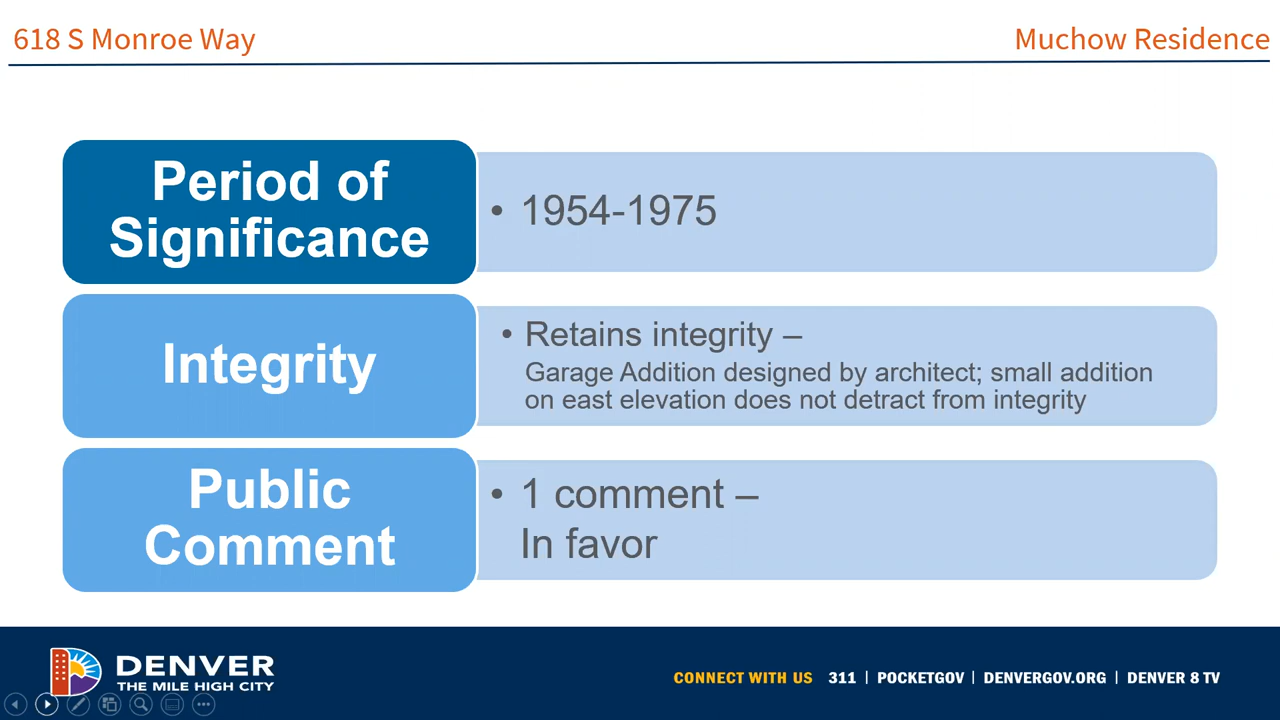 618 S Monroe Way
Muchow Residence
Period of
Significance
• 1954-1975
Integrity
• Retains integrity –
Garage Addition designed by architect; small addition
on east elevation does not detract from integrity
Public
Comment
• 1 comment –
In favor
DENVER
THE MILE HIGH CITY
CONNECT WITH US 311 | POCKETGOV | DENVERGOV.ORG | DENVER 8 TV